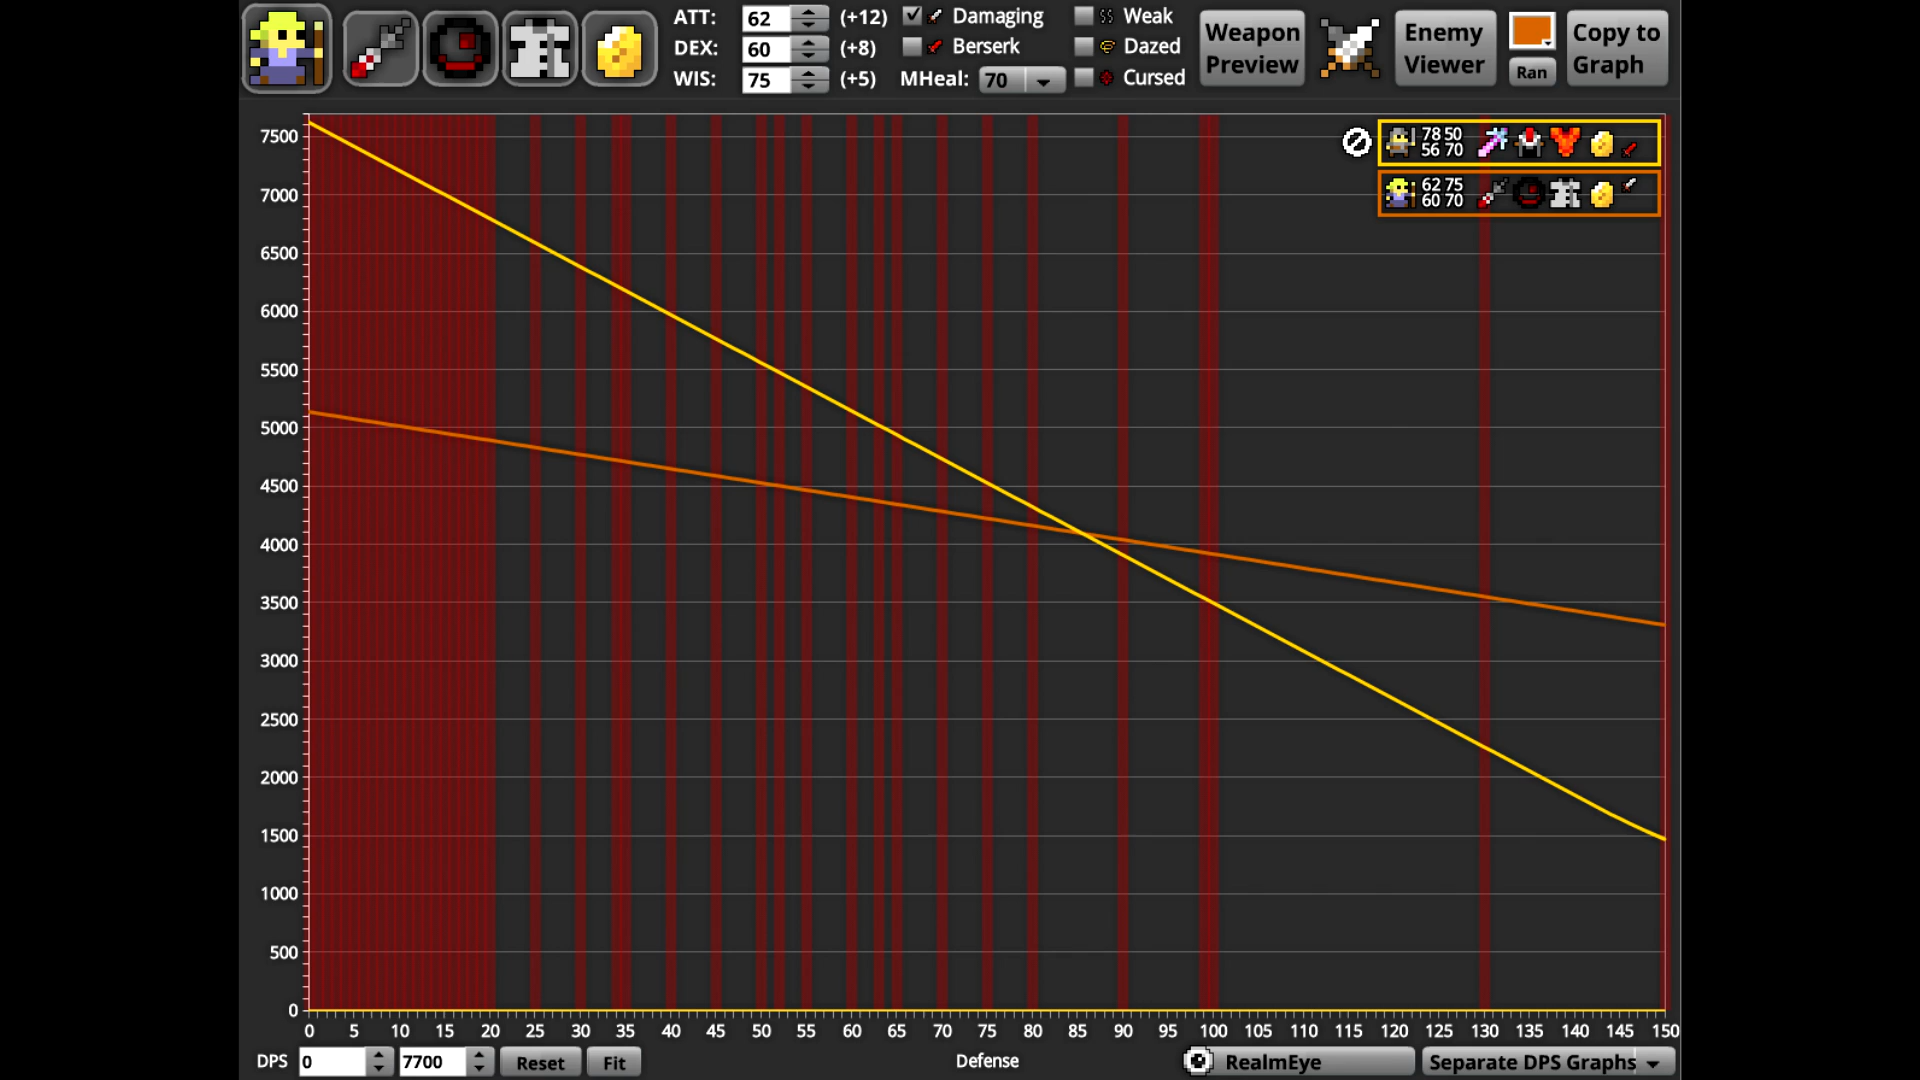 ATT: 62 (+12) Damaging Weak
DEX: 60 (+8) Berserk Dazed
WIS: 75 (+5) MHeal: 70 Cursed
Weapon Preview
Enemy Viewer
Ran
Copy to Graph
78 50
56 70
62 75
60 70
7500
7000
6500
6000
5500
5000
4500
4000
3500
3000
2500
2000
1500
1000
500
0
0 5 10 15 20 25 30 35 40 45 50 55 60 65 70 75 80 85 90 95 100 105 110 115 120 125 130 135 140 145 150
DPS 0 7700 Reset Fit Defense RealmEye Separate DPS Graphs